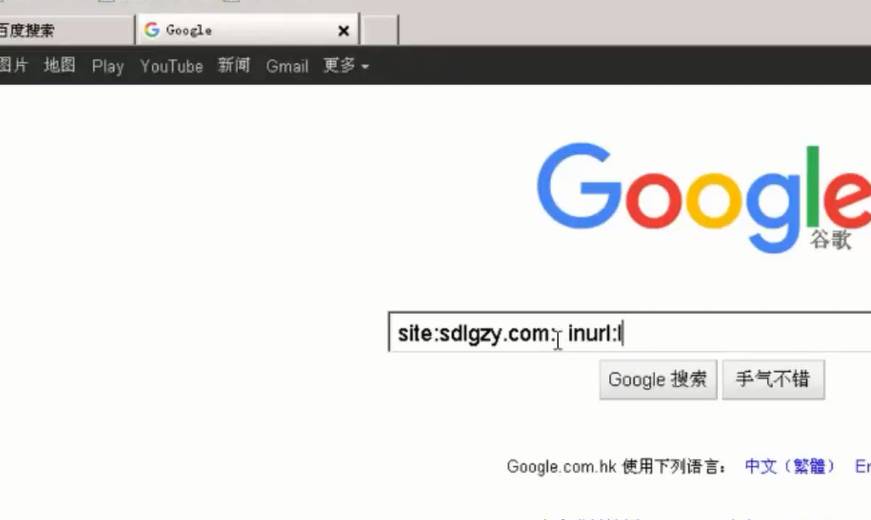 百度搜索 Google
图片 地图 Play YouTube 新闻 Gmail 更多
Google
谷歌
site:sdlgzy.com: inurl:l
Google 搜索 手气不错
Google.com.hk 使用下列语言： 中文（繁體） En